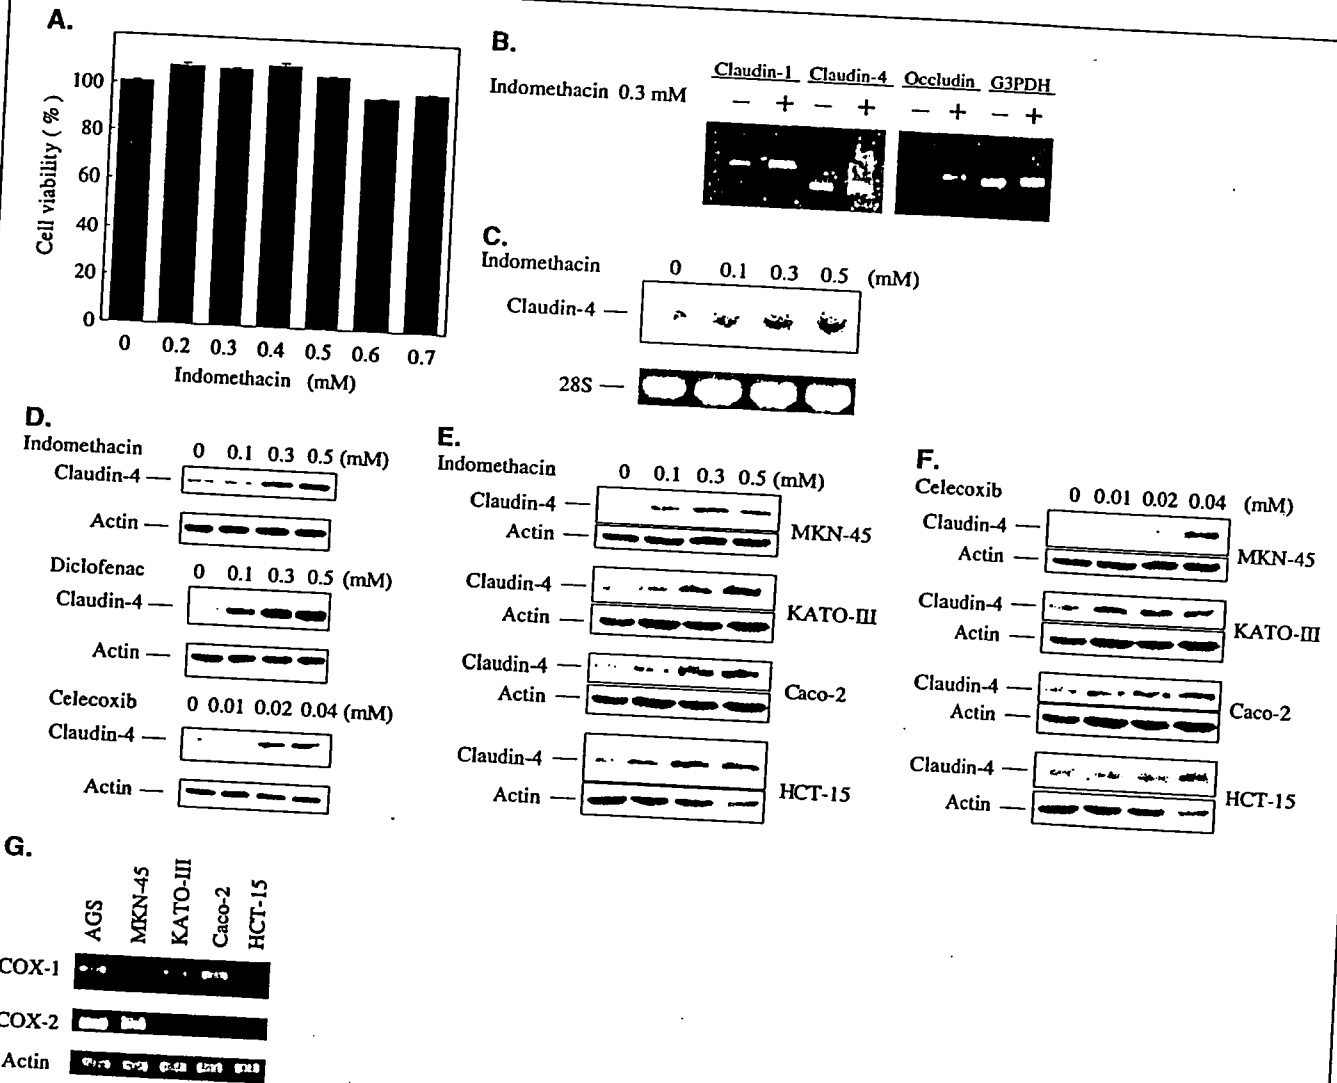 A.
100
80
60
40
20
0
Cell viability ( % )
0 0.2 0.3 0.4 0.5 0.6 0.7
Indomethacin (mM)
B.
Claudin-1 Claudin-4 Occludin G3PDH
Indomethacin 0.3 mM − + − + − + − +
C.
Indomethacin 0 0.1 0.3 0.5 (mM)
Claudin-4
28S
D.
Indomethacin 0 0.1 0.3 0.5 (mM)
Claudin-4
Actin
Diclofenac 0 0.1 0.3 0.5 (mM)
Claudin-4
Actin
Celecoxib 0 0.01 0.02 0.04 (mM)
Claudin-4
Actin
E.
Indomethacin 0 0.1 0.3 0.5 (mM)
Claudin-4
Actin MKN-45
Claudin-4
Actin KATO-III
Claudin-4
Actin Caco-2
Claudin-4
Actin HCT-15
F.
Celecoxib 0 0.01 0.02 0.04 (mM)
Claudin-4
Actin MKN-45
Claudin-4
Actin KATO-III
Claudin-4
Actin Caco-2
Claudin-4
Actin HCT-15
G.
AGS MKN-45 KATO-III Caco-2 HCT-15
COX-1
COX-2
Actin